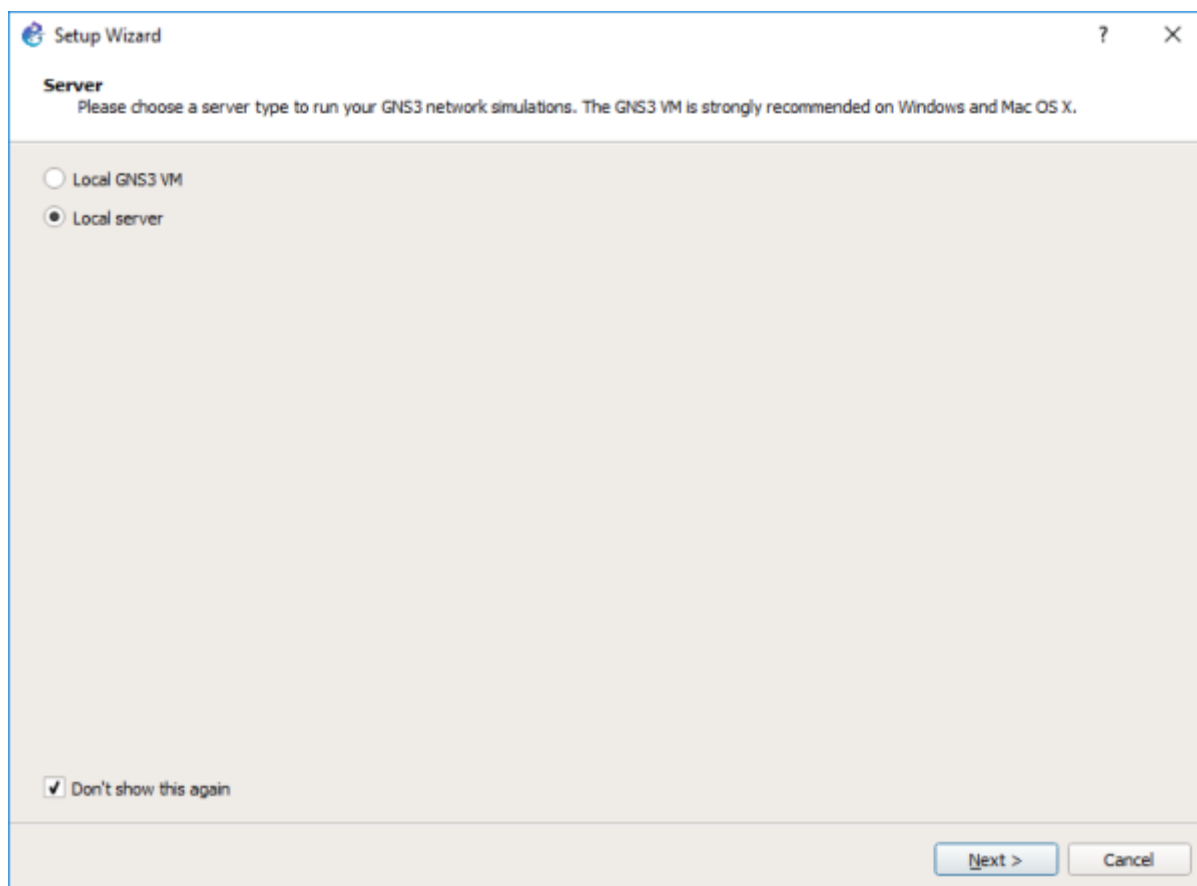 Setup Wizard
?
Server
Please choose a server type to run your GNS3 network simulations. The GNS3 VM is strongly recommended on Windows and Mac OS X.
Local GNS3 VM
Local server
Don't show this again
Next >
Cancel